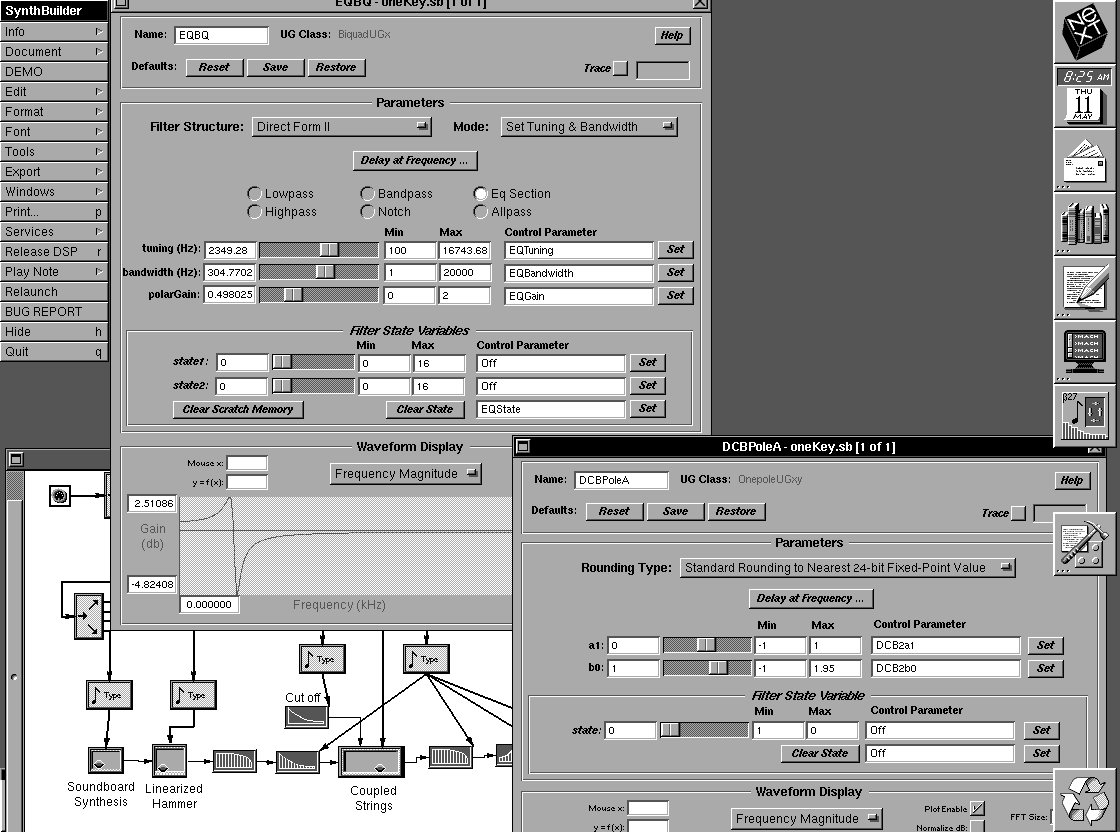 SynthBuilder
Info
Document
DEMO
Edit
Format
Font
Tools
Export
Windows
Print... p
Services
Release DSP r
Play Note
Relaunch
BUG REPORT
Hide h
Quit q
EQBQ - oneKey.sb [1 of 1]
Name: EQBQ UG Class: BiquadUGx Help
Defaults: Reset Save Restore Trace
Parameters
Filter Structure: Direct Form II Mode: Set Tuning & Bandwidth
Delay at Frequency ...
Lowpass Bandpass Eq Section
Highpass Notch Allpass
Min Max Control Parameter
tuning (Hz): 2349.28 100 16743.68 EQTuning Set
bandwidth (Hz): 304.7702 1 20000 EQBandwidth Set
polarGain: 0.498025 0 2 EQGain Set
Filter State Variables
Min Max Control Parameter
state1: 0 0 16 Off Set
state2: 0 0 16 Off Set
Clear Scratch Memory Clear State EQState Set
Waveform Display
Mouse x:
y = f(x):
Frequency Magnitude
2.51086
Gain
(db)
-4.82408
0.000000 Frequency (kHz)
DCBPoleA - oneKey.sb [1 of 1]
Name: DCBPoleA UG Class: OnepoleUGxy Help
Defaults: Reset Save Restore Trace
Parameters
Rounding Type: Standard Rounding to Nearest 24-bit Fixed-Point Value
Delay at Frequency ...
Min Max Control Parameter
a1: 0 -1 1 DCB2a1 Set
b0: 1 -1 1.95 DCB2b0 Set
Filter State Variable
Min Max Control Parameter
state: 0 1 0 Off Set
Clear State Off Set
Waveform Display
Mouse x:
y = f(x):
Frequency Magnitude
Plot Enable
Normalize dB:
FFT Size:
Type
Type
Type
Type
Cut off
Soundboard
Synthesis
Linearized
Hammer
Coupled
Strings
NeXT
8:25 AM
THU
11
MAY
>MACH
>MACH
>MACH
β27